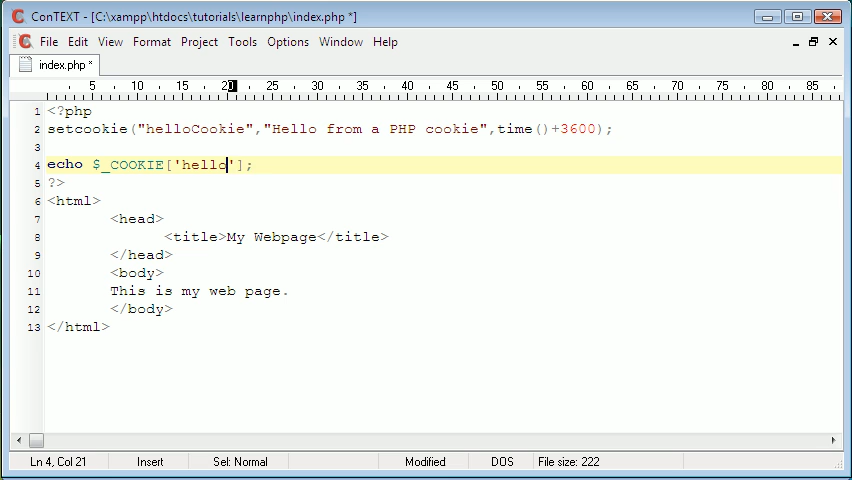 ConTEXT - [C:\xampp\htdocs\tutorials\learnphp\index.php *]
File Edit View Format Project Tools Options Window Help
index.php *
5 10 15 20 25 30 35 40 45 50 55 60 65 70 75 80 85
1 <?php
2 setcookie("helloCookie","Hello from a PHP cookie",time()+3600);
3
4 echo $_COOKIE['hello'];
5 ?>
6 <html>
7 <head>
8 <title>My Webpage</title>
9 </head>
10 <body>
11 This is my web page.
12 </body>
13 </html>
Ln 4, Col 21 Insert Sel: Normal Modified DOS File size: 222